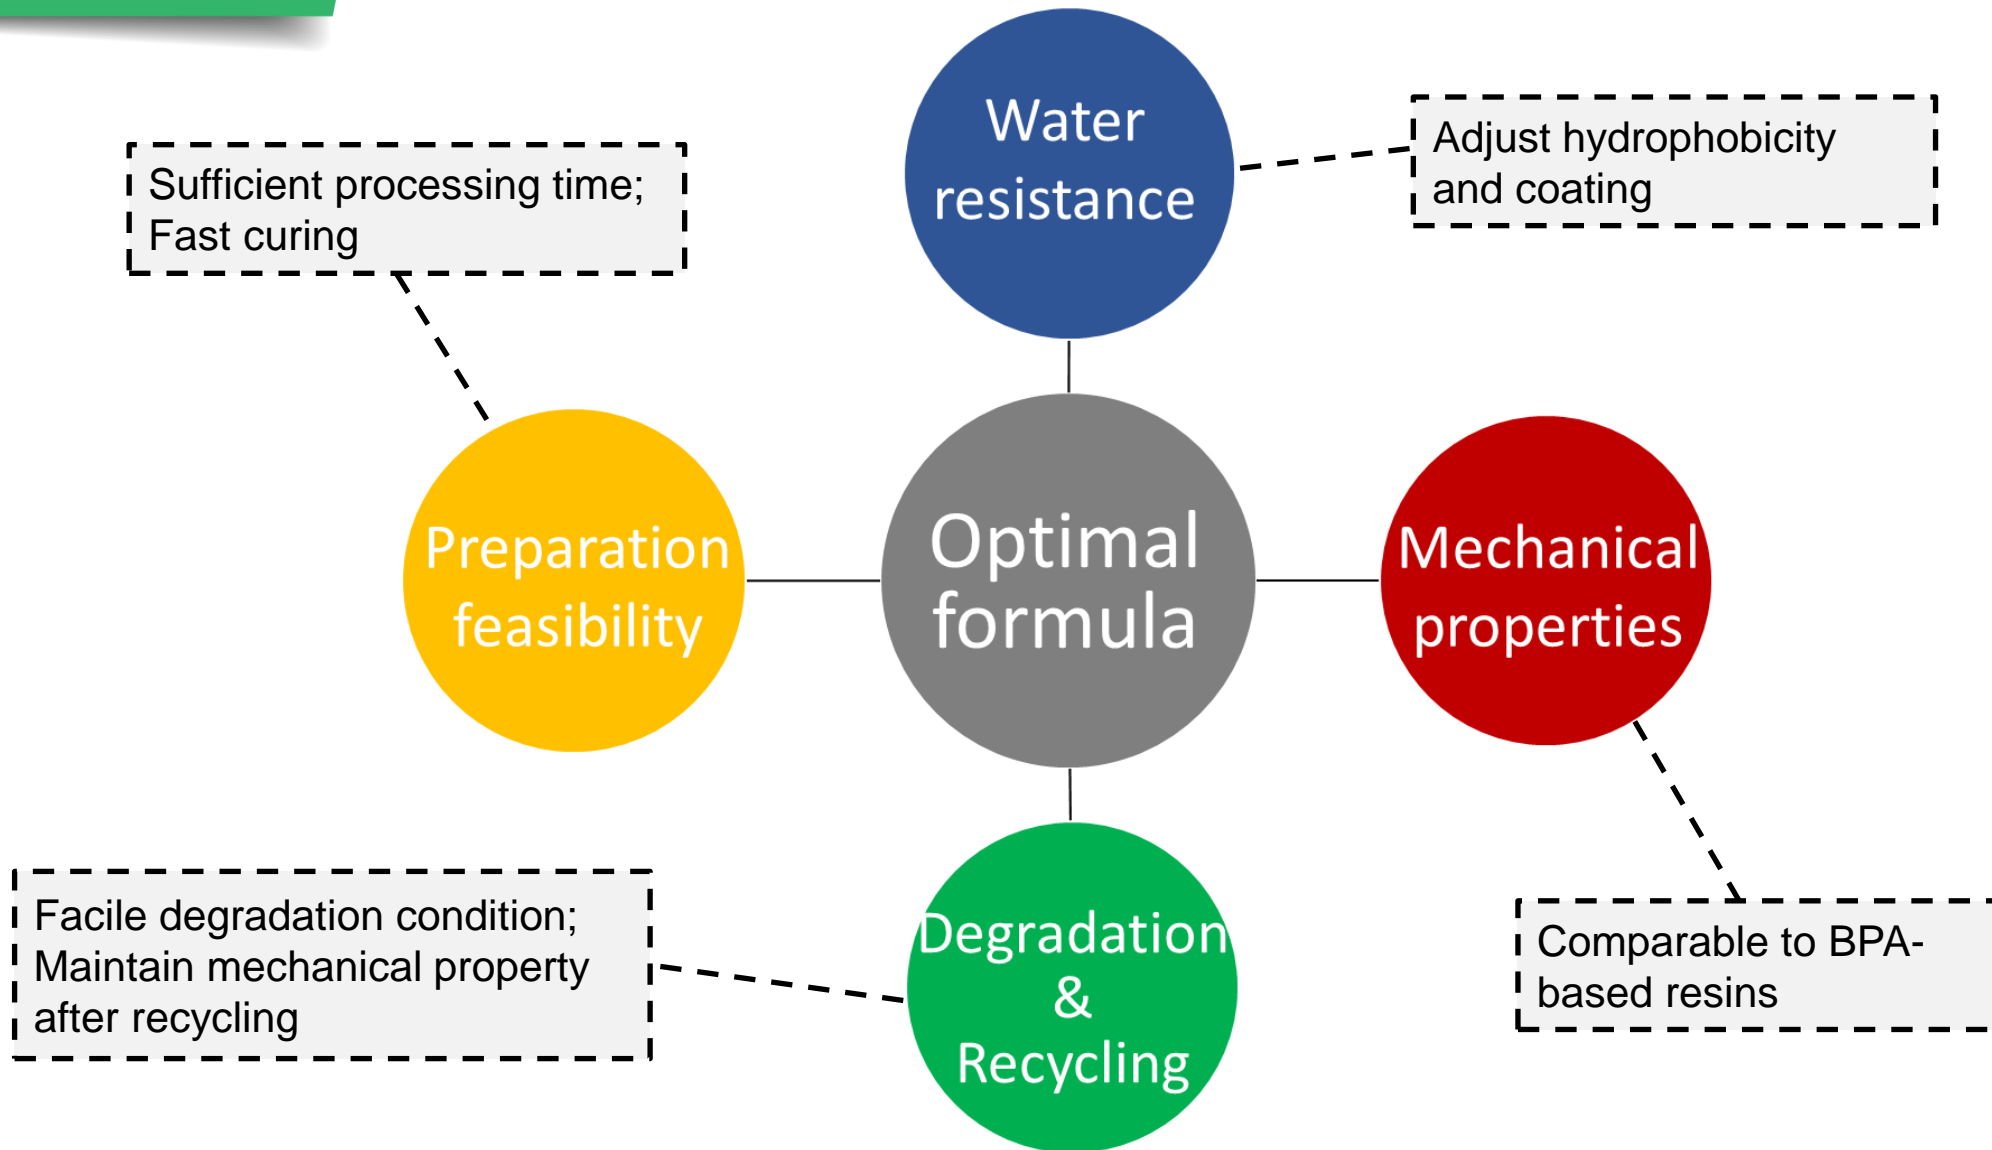 Water
resistance
Adjust hydrophobicity
and coating
Sufficient processing time;
Fast curing
Preparation
feasibility
Optimal
formula
Mechanical
properties
Facile degradation condition;
Maintain mechanical property
after recycling
Degradation
&
Recycling
Comparable to BPA-
based resins